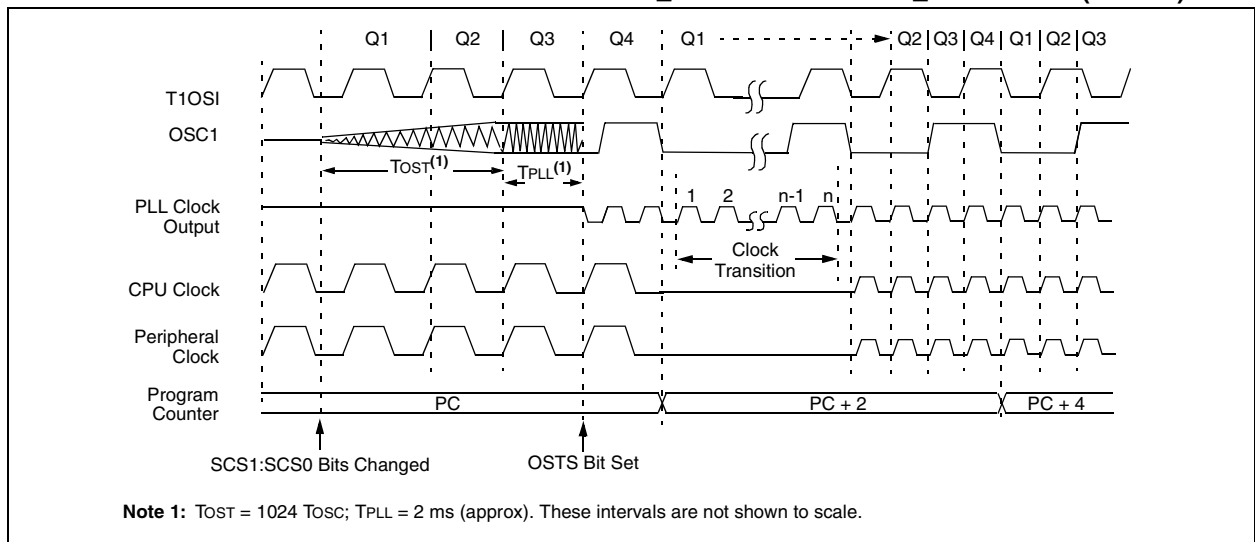 Q1 Q2 Q3 Q4 Q1 Q2 Q3 Q4 Q1 Q2 Q3
T1OSI
OSC1
TOST(1)
TPLL(1)
1 2 n-1 n
PLL Clock
Output
Clock
Transition
CPU Clock
Peripheral
Clock
Program
Counter
PC PC + 2 PC + 4
SCS1:SCS0 Bits Changed
OSTS Bit Set
Note 1: TOST = 1024 TOSC; TPLL = 2 ms (approx). These intervals are not shown to scale.